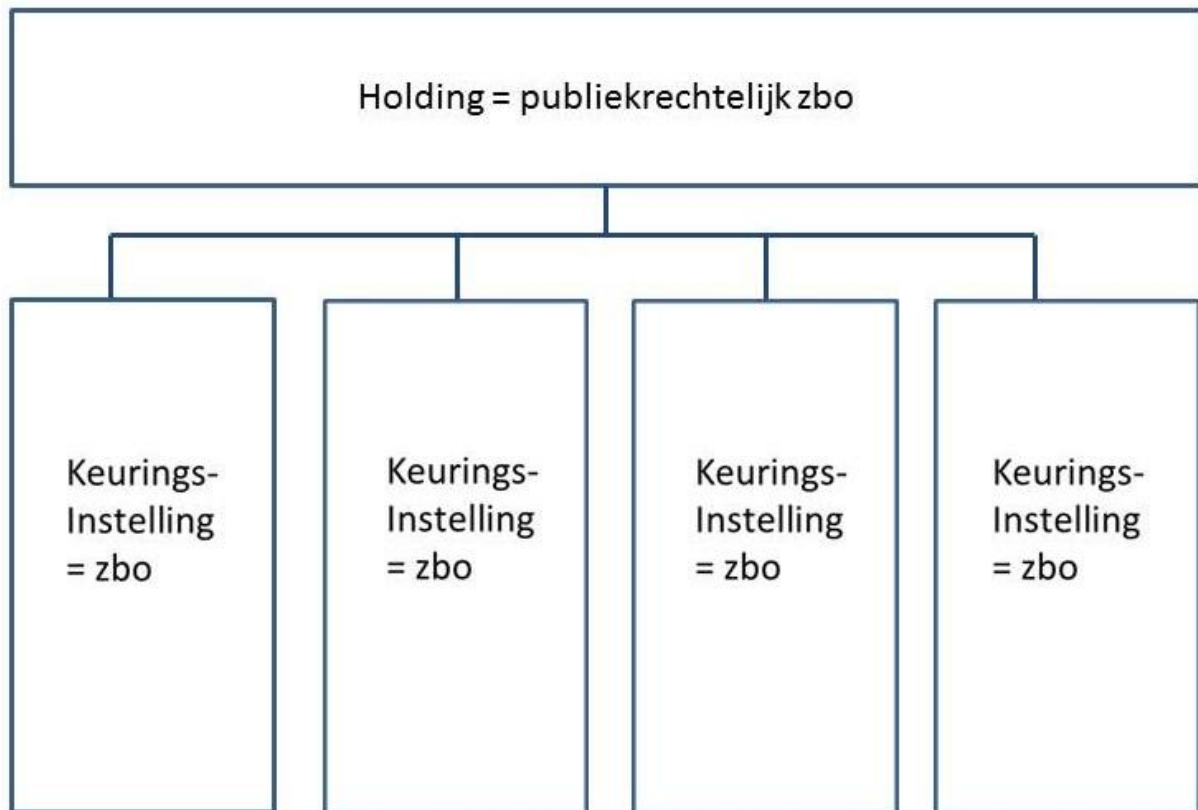 Holding = publiekrechtelijk zbo
Keurings-
Instelling
= zbo
Keurings-
Instelling
= zbo
Keurings-
Instelling
= zbo
Keurings-
Instelling
= zbo